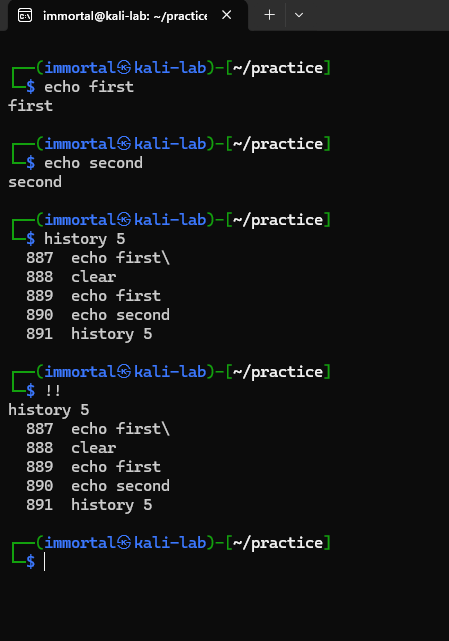 immortal@kali-lab: ~/practice
┌──(immortal㉿kali-lab)-[~/practice]
└─$ echo first
first
┌──(immortal㉿kali-lab)-[~/practice]
└─$ echo second
second
┌──(immortal㉿kali-lab)-[~/practice]
└─$ history 5
887  echo first\
888  clear
889  echo first
890  echo second
891  history 5
┌──(immortal㉿kali-lab)-[~/practice]
└─$ !!
history 5
887  echo first\
888  clear
889  echo first
890  echo second
891  history 5
┌──(immortal㉿kali-lab)-[~/practice]
└─$